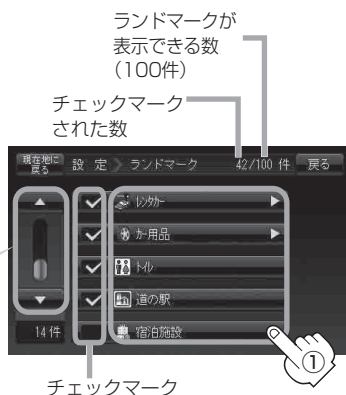 ランドマークが
表示できる数
（100件）
チェックマーク
された数
現在地に
戻る
設 定
ランドマーク
42/100 件
戻る
レンタカー
カー用品
トイレ
道の駅
宿泊施設
14件
①
チェックマーク